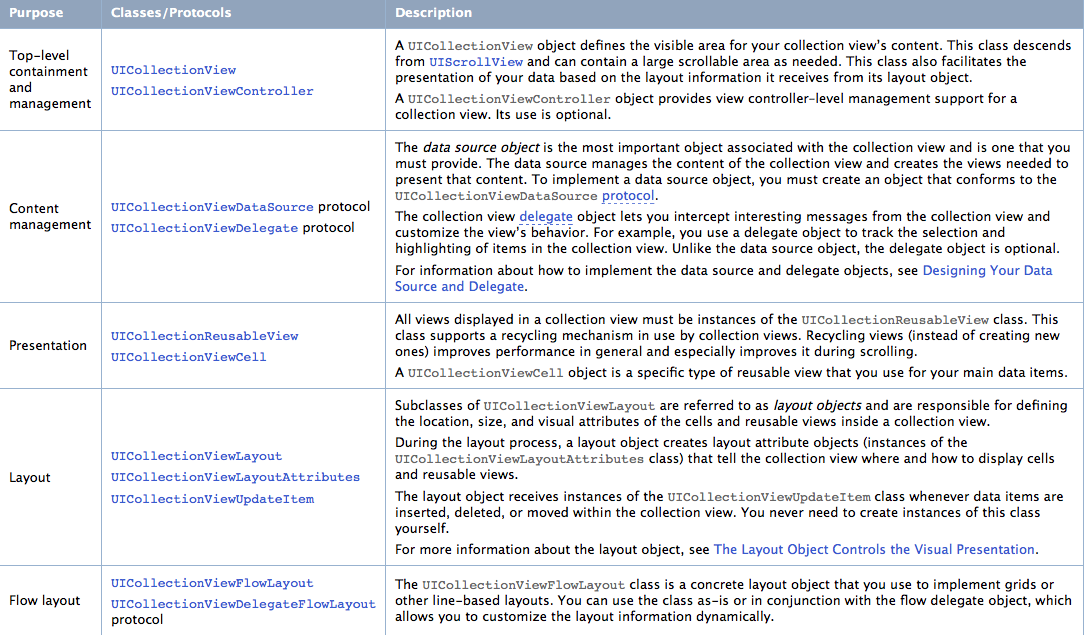 Purpose
Classes/Protocols
Description
Top-level
containment
and
management
UICollectionView
UICollectionViewController
A UICollectionView object defines the visible area for your collection view’s content. This class descends
from UIScrollView and can contain a large scrollable area as needed. This class also facilitates the
presentation of your data based on the layout information it receives from its layout object.
A UICollectionViewController object provides view controller-level management support for a
collection view. Its use is optional.
Content
management
UICollectionViewDataSource protocol
UICollectionViewDelegate protocol
The data source object is the most important object associated with the collection view and is one that you
must provide. The data source manages the content of the collection view and creates the views needed to
present that content. To implement a data source object, you must create an object that conforms to the
UICollectionViewDataSource protocol.
The collection view delegate object lets you intercept interesting messages from the collection view and
customize the view’s behavior. For example, you use a delegate object to track the selection and
highlighting of items in the collection view. Unlike the data source object, the delegate object is optional.
For information about how to implement the data source and delegate objects, see Designing Your Data
Source and Delegate.
Presentation
UICollectionReusableView
UICollectionViewCell
All views displayed in a collection view must be instances of the UICollectionReusableView class. This
class supports a recycling mechanism in use by collection views. Recycling views (instead of creating new
ones) improves performance in general and especially improves it during scrolling.
A UICollectionViewCell object is a specific type of reusable view that you use for your main data items.
Layout
UICollectionViewLayout
UICollectionViewLayoutAttributes
UICollectionViewUpdateItem
Subclasses of UICollectionViewLayout are referred to as layout objects and are responsible for defining
the location, size, and visual attributes of the cells and reusable views inside a collection view.
During the layout process, a layout object creates layout attribute objects (instances of the
UICollectionViewLayoutAttributes class) that tell the collection view where and how to display cells
and reusable views.
The layout object receives instances of the UICollectionViewUpdateItem class whenever data items are
inserted, deleted, or moved within the collection view. You never need to create instances of this class
yourself.
For more information about the layout object, see The Layout Object Controls the Visual Presentation.
Flow layout
UICollectionViewFlowLayout
UICollectionViewDelegateFlowLayout
protocol
The UICollectionViewFlowLayout class is a concrete layout object that you use to implement grids or
other line-based layouts. You can use the class as-is or in conjunction with the flow delegate object, which
allows you to customize the layout information dynamically.